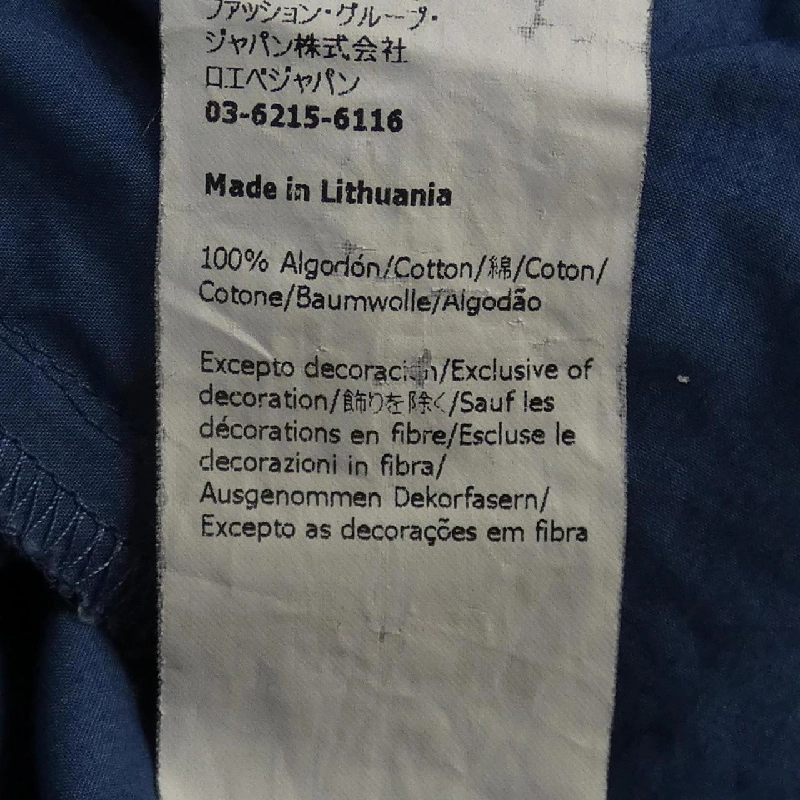 ファッション・グループ・
ジャパン株式会社
ロエベジャパン
03-6215-6116
Made in Lithuania
100% Algodón/Cotton/綿/Coton/
Cotone/Baumwolle/Algodão
Excepto decoración/Exclusive of
decoration/飾りを除く/Sauf les
décorations en fibre/Escluse le
decorazioni in fibra/
Ausgenommen Dekorfasern/
Excepto as decorações em fibra